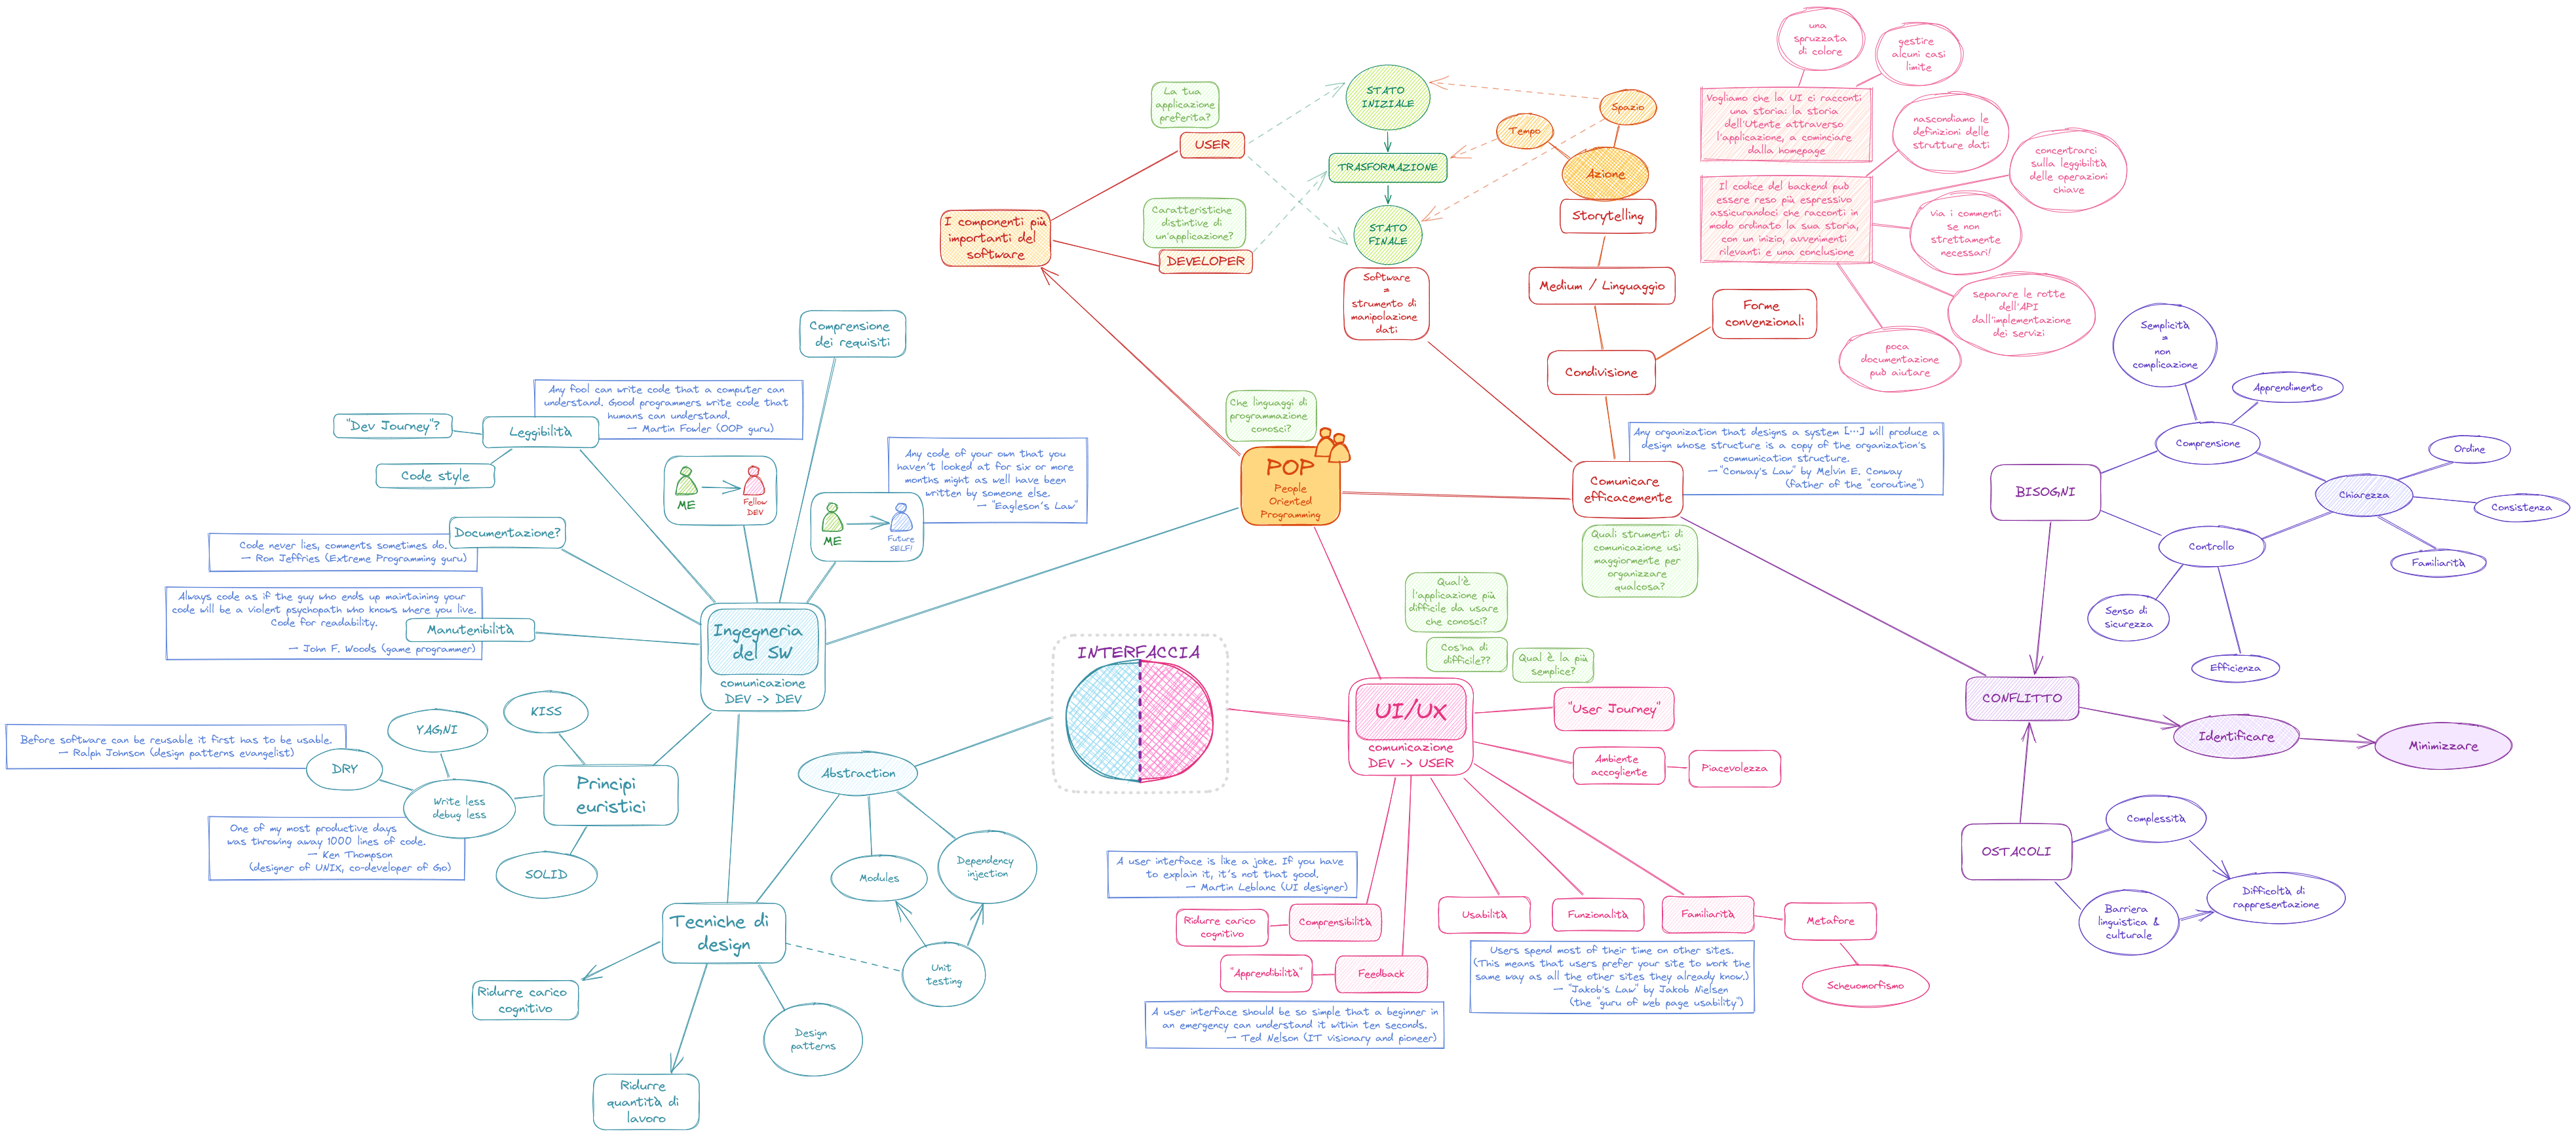 una
spruzzata
di colore
gestire
alcuni casi
limite
Vogliamo che la UI ci racconti
una storia: la storia
dell'Utente attraverso
l'applicazione, a cominciare
dalla homepage
nascondiamo le
definizioni delle
strutture dati
concentrarci
sulla leggibilità
delle operazioni
chiave
Il codice del backend può
essere reso più espressivo
assicurandoci che racconti in
modo ordinato la sua storia,
con un inizio, avvenimenti
rilevanti e una conclusione
via i commenti
se non
strettamente
necessari!
separare le rotte
dell'API
dall'implementazione
dei servizi
poca
documentazione
può aiutare
La tua
applicazione
preferita?
USER
STATO
INIZIALE
Spazio
Tempo
TRASFORMAZIONE
Azione
Storytelling
Caratteristiche
distintive di
un'applicazione?
DEVELOPER
STATO
FINALE
I componenti più
importanti del
software
Software
=
strumento di
manipolazione
dati
Medium / Linguaggio
Forme
convenzionali
Condivisione
Comprensione
dei requisiti
Any fool can write code that a computer can
understand. Good programmers write code that
humans can understand.
— Martin Fowler (OOP guru)
"Dev Journey"?
Leggibilità
Code style
ME
Fellow
DEV
Any code of your own that you
haven't looked at for six or more
months might as well have been
written by someone else.
— "Eagleson's Law"
ME
Future
SELF!
Che linguaggi di
programmazione
conosci?
POP
People
Oriented
Programming
Any organization that designs a system [...] will produce a
design whose structure is a copy of the organization's
communication structure.
— "Conway's Law" by Melvin E. Conway
(father of the "coroutine")
Comunicare
efficacemente
Quali strumenti di
comunicazione usi
maggiormente per
organizzare
qualcosa?
Semplicità
=
non
complicazione
Apprendimento
Comprensione
Ordine
BISOGNI
Chiarezza
Consistenza
Controllo
Familiarità
Senso di
sicurezza
Efficienza
Documentazione?
Code never lies, comments sometimes do.
— Ron Jeffries (Extreme Programming guru)
Always code as if the guy who ends up maintaining your
code will be a violent psychopath who knows where you live.
Code for readability.
— John F. Woods (game programmer)
Manutenibilità
Ingegneria
del SW
comunicazione
DEV -> DEV
INTERFACCIA
Qual'è
l'applicazione più
difficile da usare
che conosci?
Cos'ha di
difficile??
Qual è la più
semplice?
UI/UX
comunicazione
DEV -> USER
"User Journey"
Ambiente
accogliente
Piacevolezza
CONFLITTO
Identificare
Minimizzare
KISS
YAGNI
Before software can be reusable it first has to be usable.
— Ralph Johnson (design patterns evangelist)
DRY
Write less
debug less
Principi
euristici
One of my most productive days
was throwing away 1000 lines of code.
— Ken Thompson
(designer of UNIX, co-developer of Go)
SOLID
Abstraction
Modules
Dependency
injection
Unit
testing
Tecniche di
design
Ridurre carico
cognitivo
Design
patterns
Ridurre
quantità di
lavoro
A user interface is like a joke. If you have
to explain it, it's not that good.
— Martin Leblanc (UI designer)
Ridurre carico
cognitivo
Comprensibilità
"Apprendibilità"
Feedback
A user interface should be so simple that a beginner in
an emergency can understand it within ten seconds.
— Ted Nelson (IT visionary and pioneer)
Usabilità
Funzionalità
Familiarità
Metafore
Scheuomorfismo
Users spend most of their time on other sites.
(This means that users prefer your site to work the
same way as all the other sites they already know.)
— "Jakob's Law" by Jakob Nielsen
(the "guru of web page usability")
OSTACOLI
Complessità
Barriera
linguistica &
culturale
Difficoltà di
rappresentazione